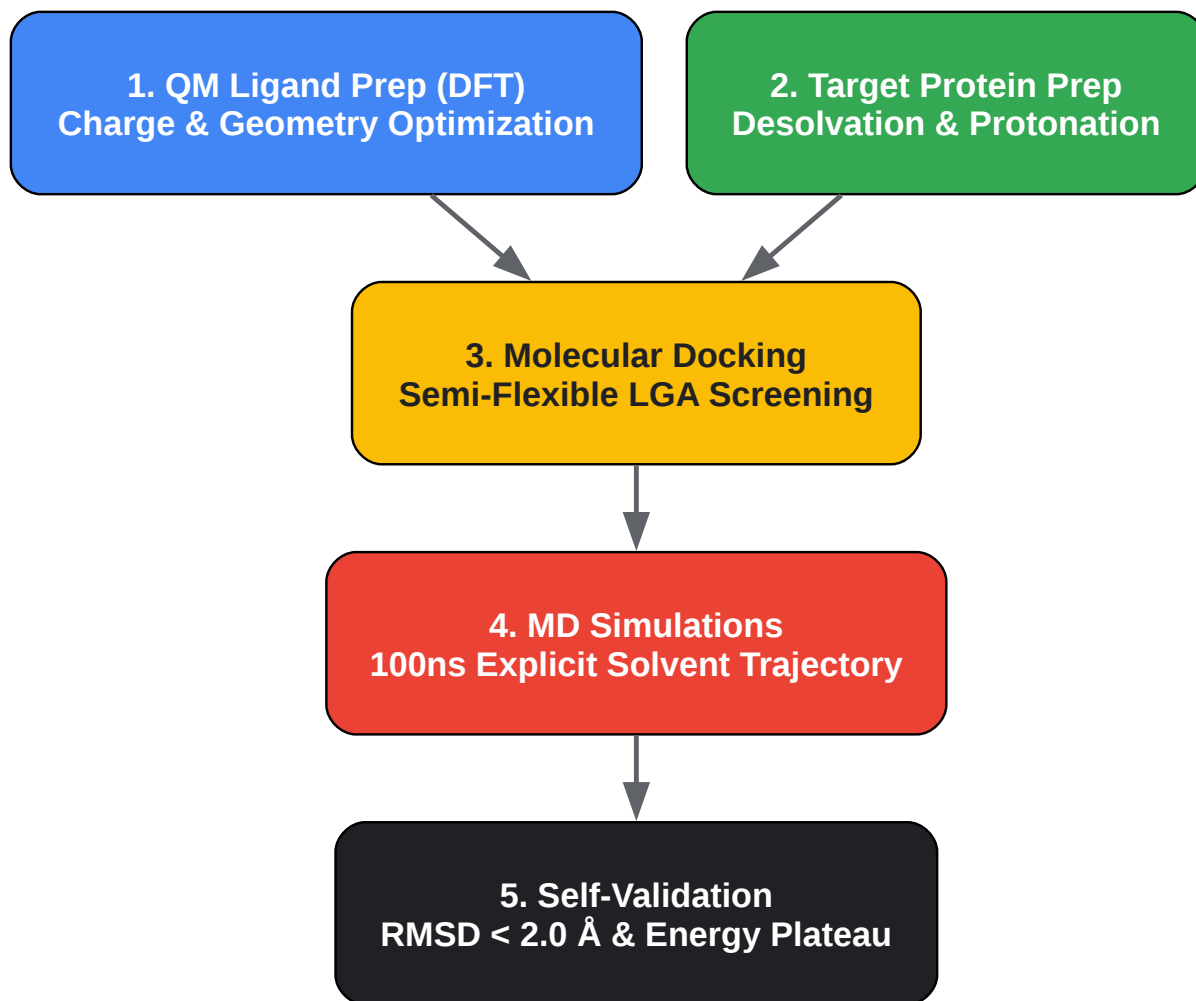 1. QM Ligand Prep (DFT)
Charge & Geometry Optimization
2. Target Protein Prep
Desolvation & Protonation
3. Molecular Docking
Semi-Flexible LGA Screening
4. MD Simulations
100ns Explicit Solvent Trajectory
5. Self-Validation
RMSD < 2.0 Å & Energy Plateau